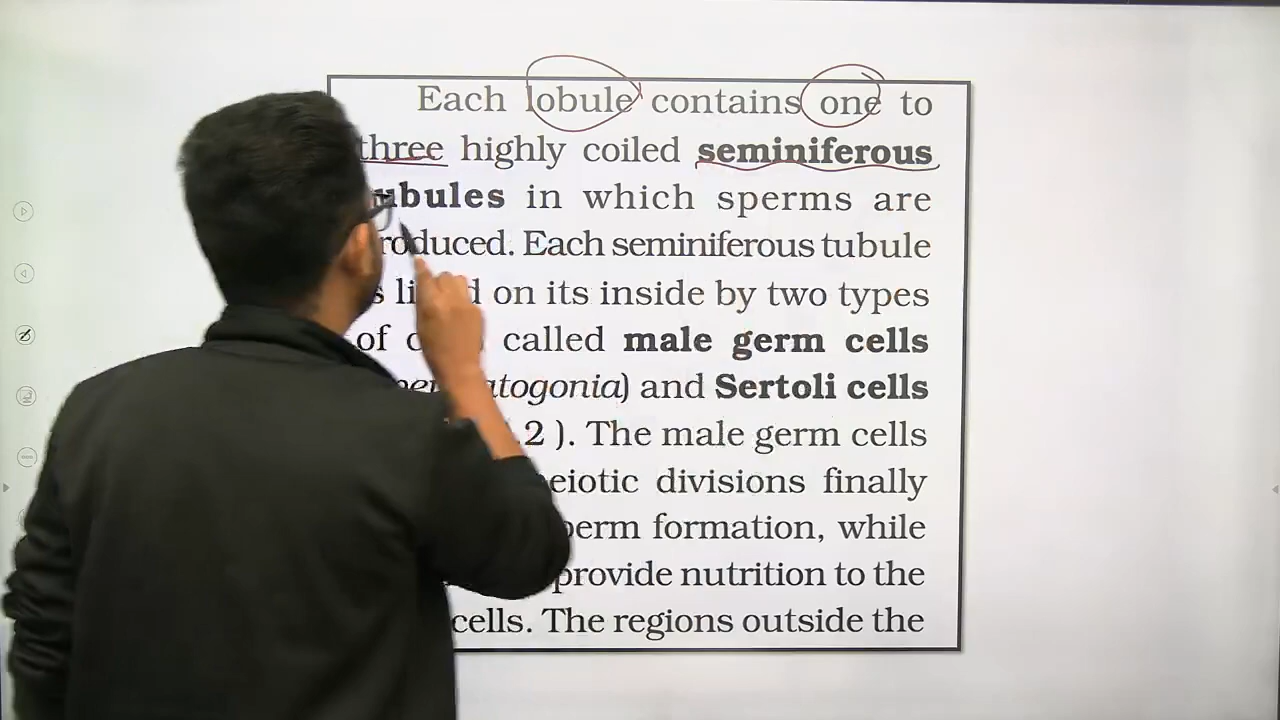 Each lobule contains one to
three highly coiled seminiferous
ubules in which sperms are
roduced. Each seminiferous tubule
on its inside by two types
of called male germ cells
atogonia) and Sertoli cells
.2 ). The male germ cells
eiotic divisions finally
perm formation, while
provide nutrition to the
cells. The regions outside the